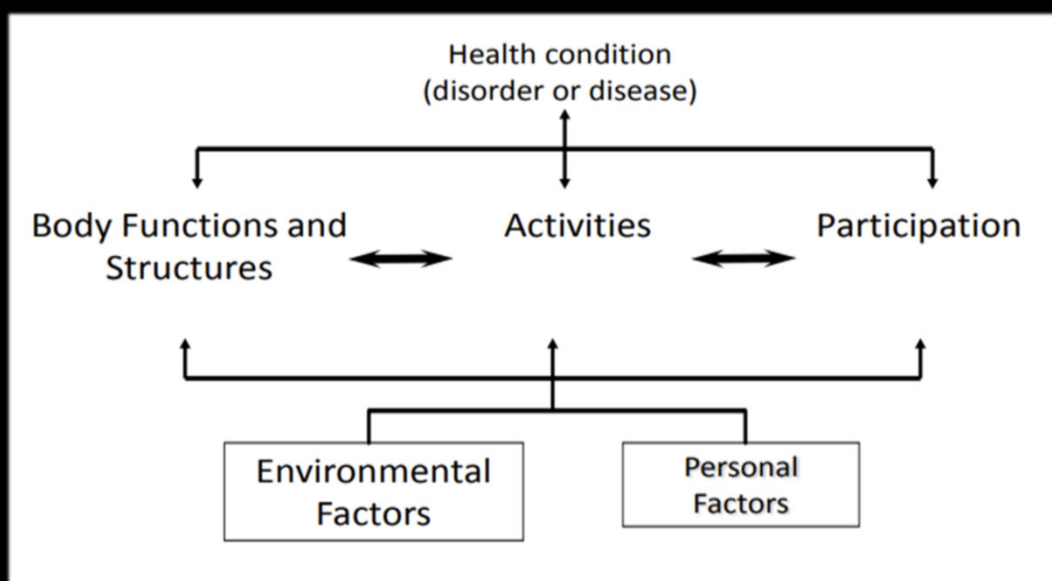 Health condition
(disorder or disease)
Body Functions and
Structures
Activities
Participation
Environmental
Factors
Personal
Factors